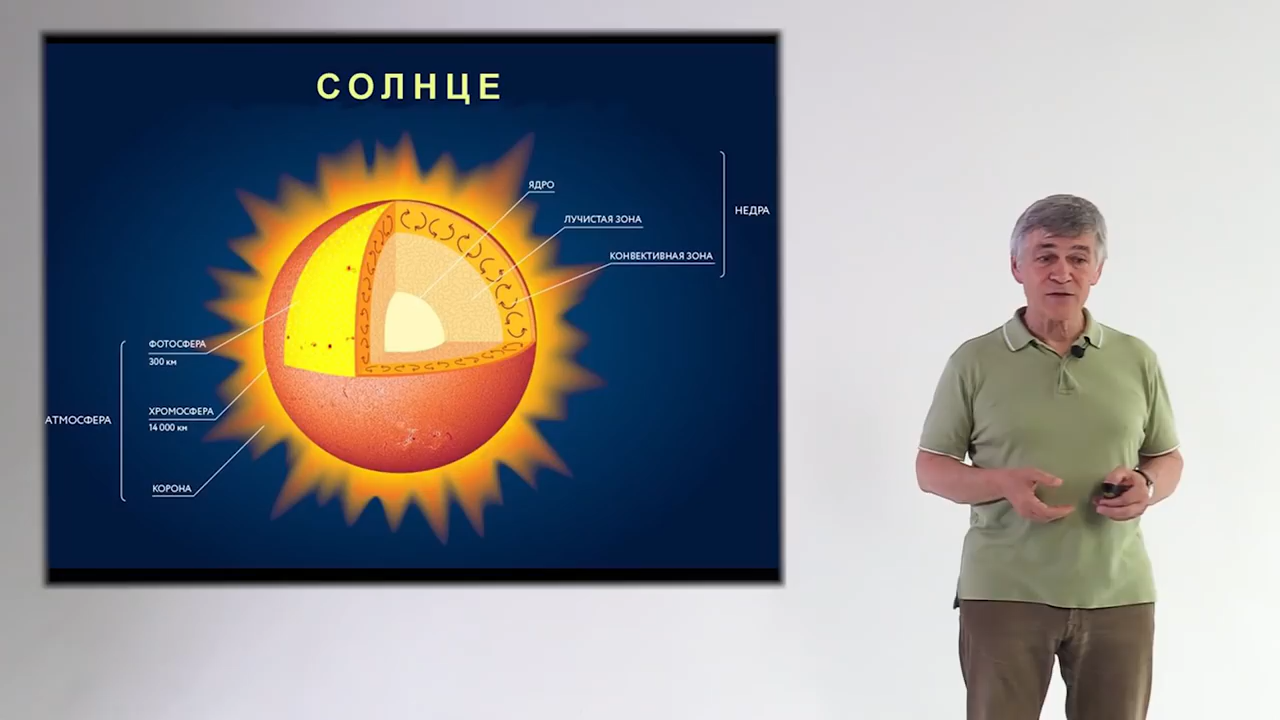 СОЛНЦЕ
ЯДРО
ЛУЧИСТАЯ ЗОНА
КОНВЕКТИВНАЯ ЗОНА
НЕДРА
ФОТОСФЕРА
300 км
ХРОМОСФЕРА
14 000 км
КОРОНА
АТМОСФЕРА